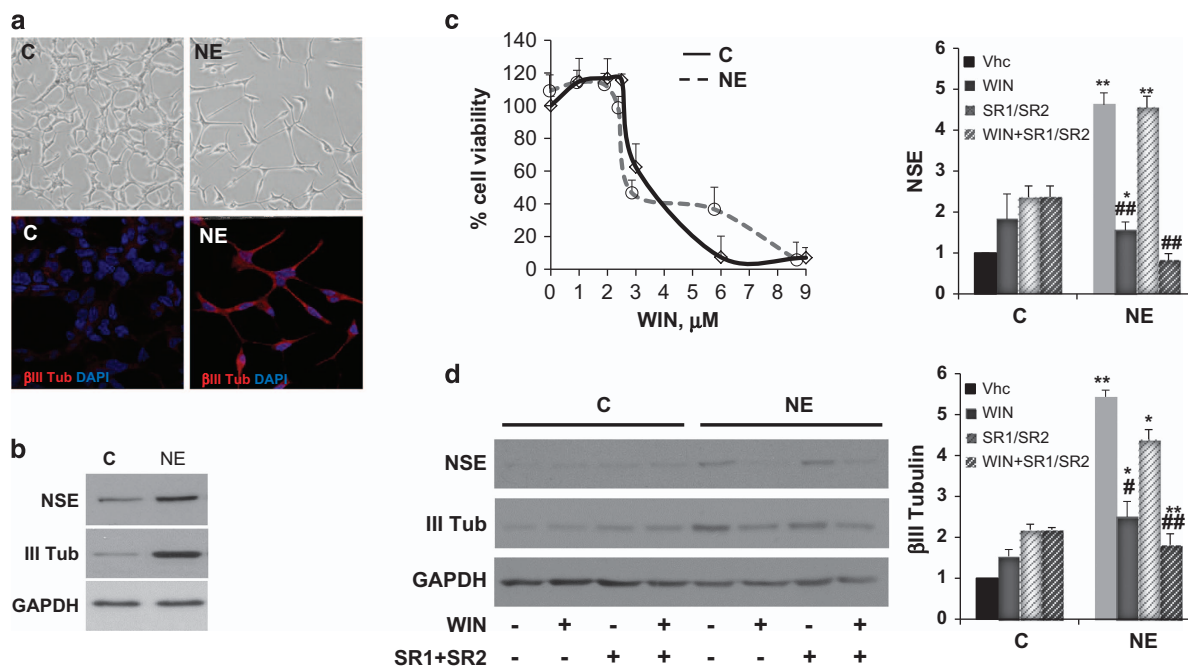 a
C
NE
C
βIII Tub DAPI
NE
βIII Tub DAPI
b
C NE
NSE
III Tub
GAPDH
c
% cell viability
140
120
100
80
60
40
20
0
0 1 2 3 4 5 6 7 8 9
WIN, μM
C
NE
NSE
6
5
4
3
2
1
0
Vhc
WIN
SR1/SR2
WIN+SR1/SR2
**
*
##
**
##
C NE
d
C NE
NSE
III Tub
GAPDH
WIN - + - + - + - +
SR1+SR2 - - + + - - + +
βIII Tubulin
6
5
4
3
2
1
0
Vhc
WIN
SR1/SR2
WIN+SR1/SR2
**
*
#
*
**
##
C NE